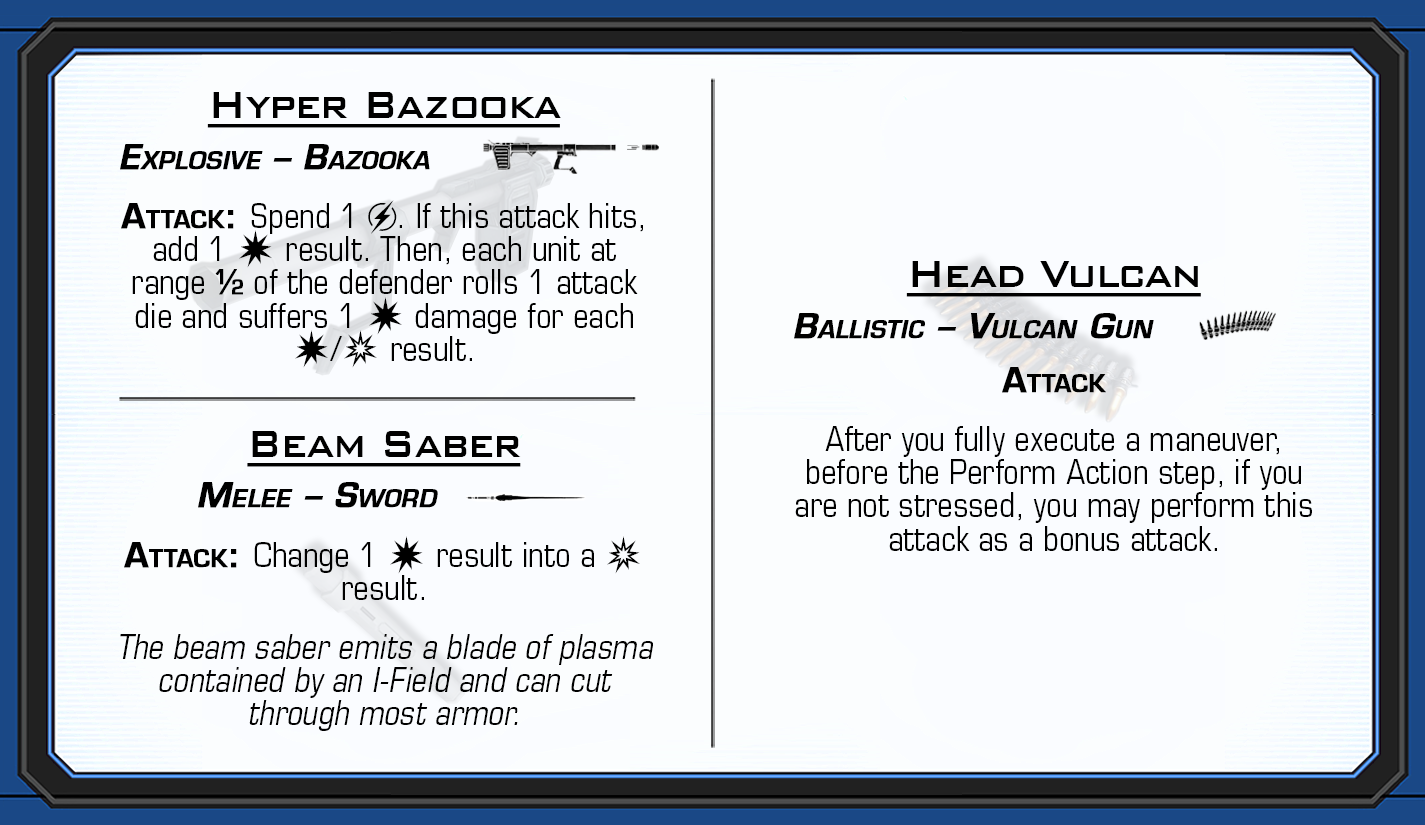 HYPER BAZOOKA
EXPLOSIVE – BAZOOKA
ATTACK: Spend 1 . If this attack hits,
add 1 result. Then, each unit at
range ½ of the defender rolls 1 attack
die and suffers 1 damage for each
/ result.
BEAM SABER
MELEE – SWORD
ATTACK: Change 1 result into a
result.
The beam saber emits a blade of plasma
contained by an I-Field and can cut
through most armor.
HEAD VULCAN
BALLISTIC – VULCAN GUN
ATTACK
After you fully execute a maneuver,
before the Perform Action step, if you
are not stressed, you may perform this
attack as a bonus attack.